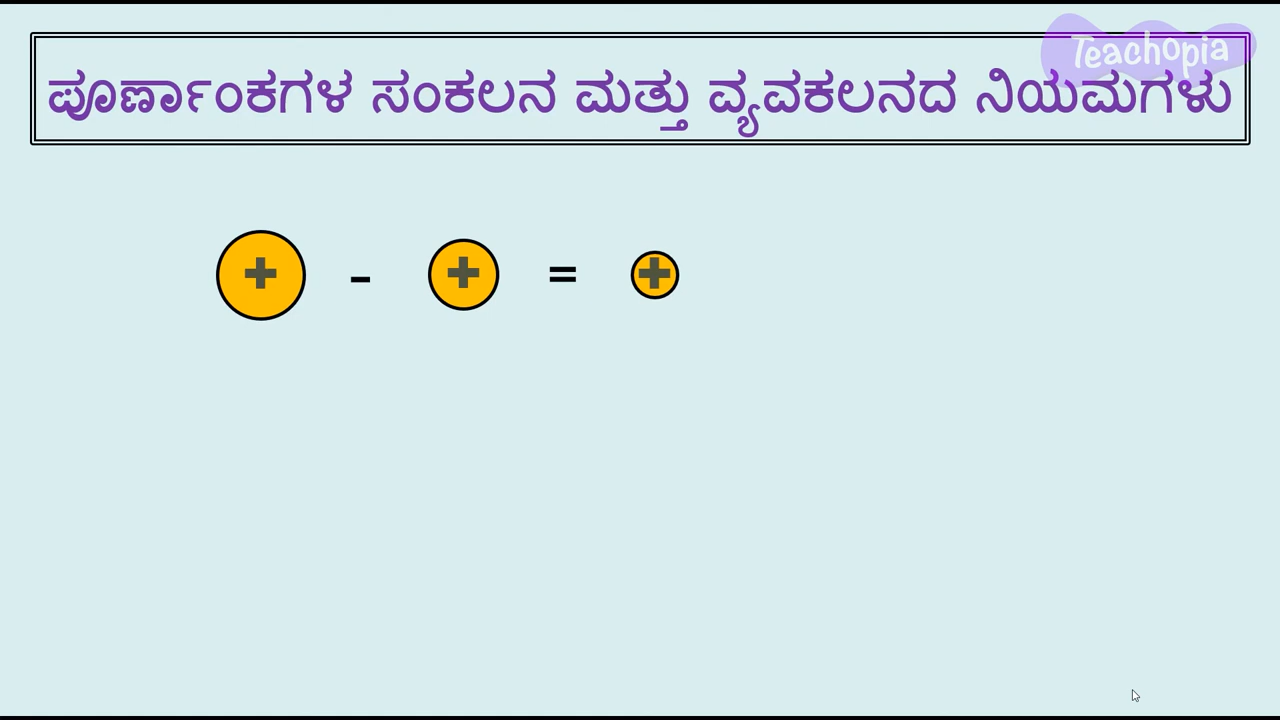 Teachopia
ಪೂರ್ಣಾಂಕಗಳ ಸಂಕಲನ ಮತ್ತು ವ್ಯವಕಲನದ ನಿಯಮಗಳು
+ - + = +